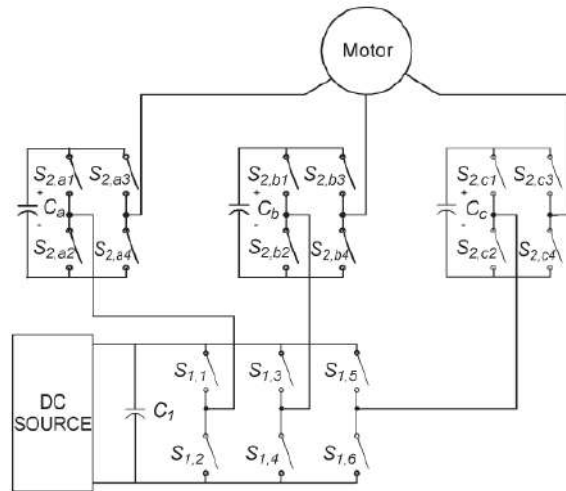 Motor
S2,a1 S2,a3
S2,b1 S2,b3
S2,c1 S2,c3
+ Ca -
+ Cb -
+ Cc -
S2,a2 S2,a4
S2,b2 S2,b4
S2,c2 S2,c4
DC
SOURCE
C1
S1,1 S1,3 S1,5
S1,2 S1,4 S1,6